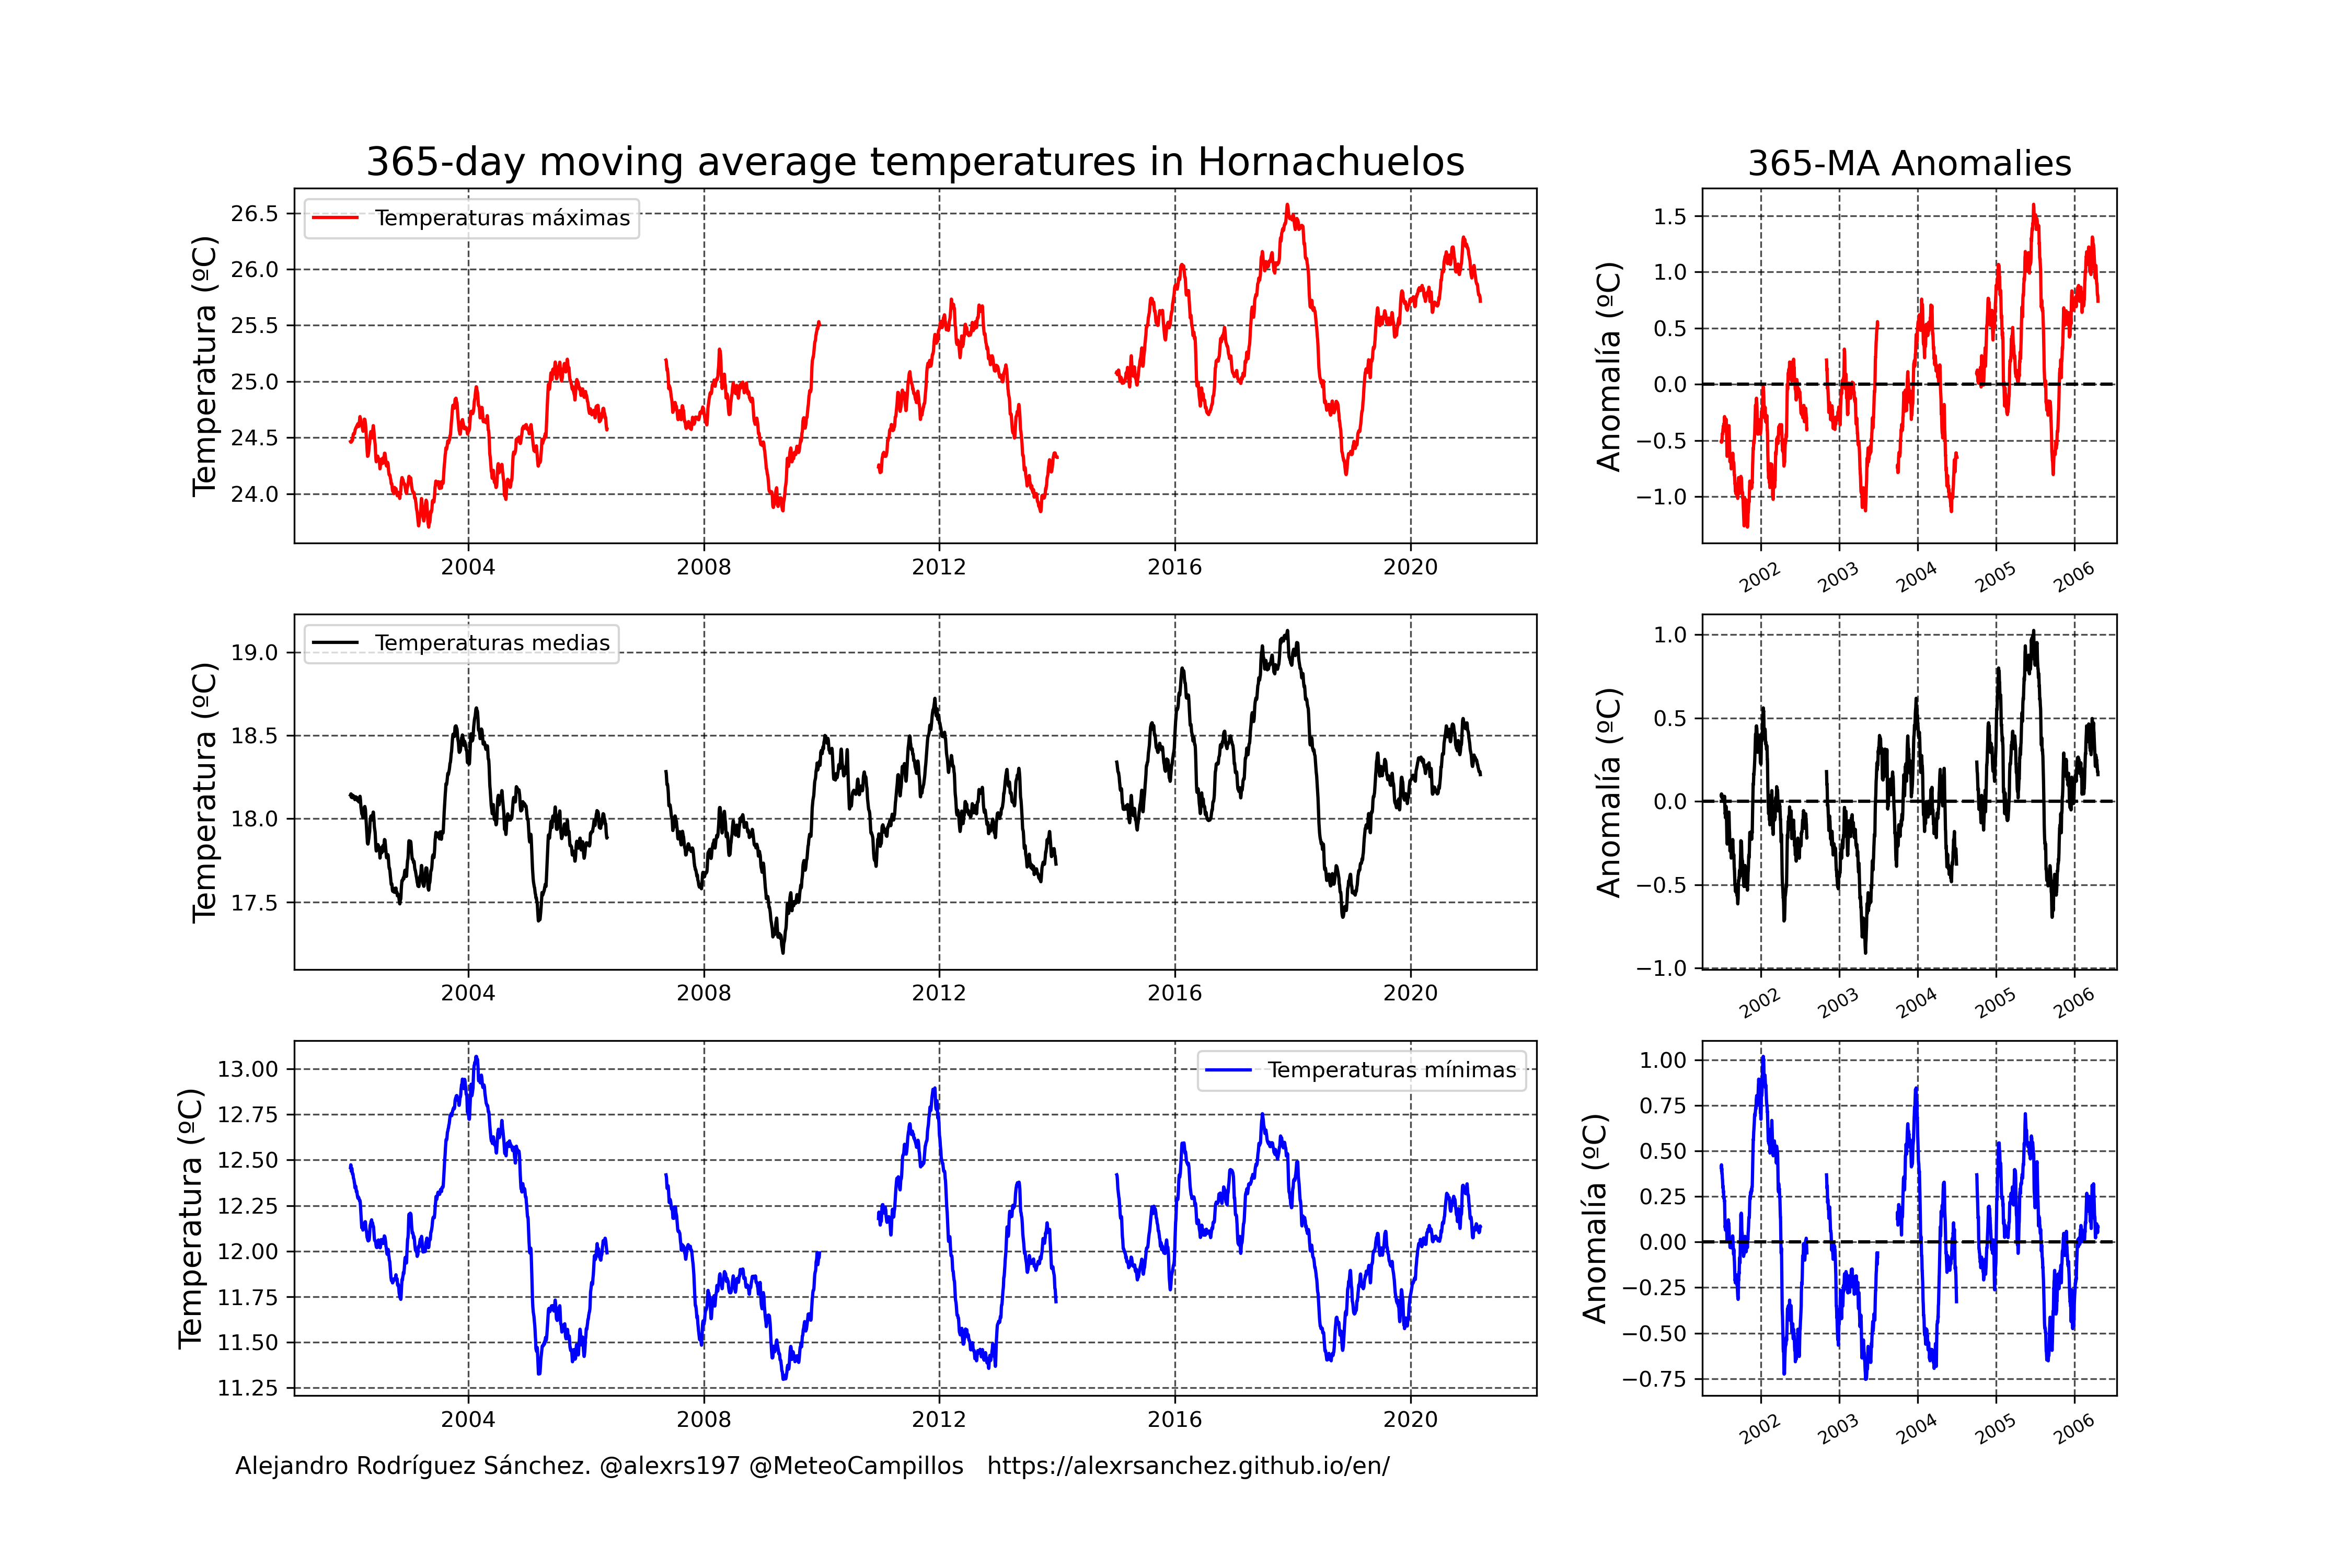 365-day moving average temperatures in Hornachuelos
365-MA Anomalies
Temperatura (ºC)
26.5
26.0
25.5
25.0
24.5
24.0
Temperaturas máximas
2004 2008 2012 2016 2020
Anomalía (ºC)
1.5
1.0
0.5
0.0
−0.5
−1.0
2002 2003 2004 2005 2006
Temperatura (ºC)
19.0
18.5
18.0
17.5
Temperaturas medias
2004 2008 2012 2016 2020
Anomalía (ºC)
1.0
0.5
0.0
−0.5
−1.0
2002 2003 2004 2005 2006
Temperatura (ºC)
13.00
12.75
12.50
12.25
12.00
11.75
11.50
11.25
Temperaturas mínimas
2004 2008 2012 2016 2020
Anomalía (ºC)
1.00
0.75
0.50
0.25
0.00
−0.25
−0.50
−0.75
2002 2003 2004 2005 2006
Alejandro Rodríguez Sánchez. @alexrs197 @MeteoCampillos https://alexrsanchez.github.io/en/